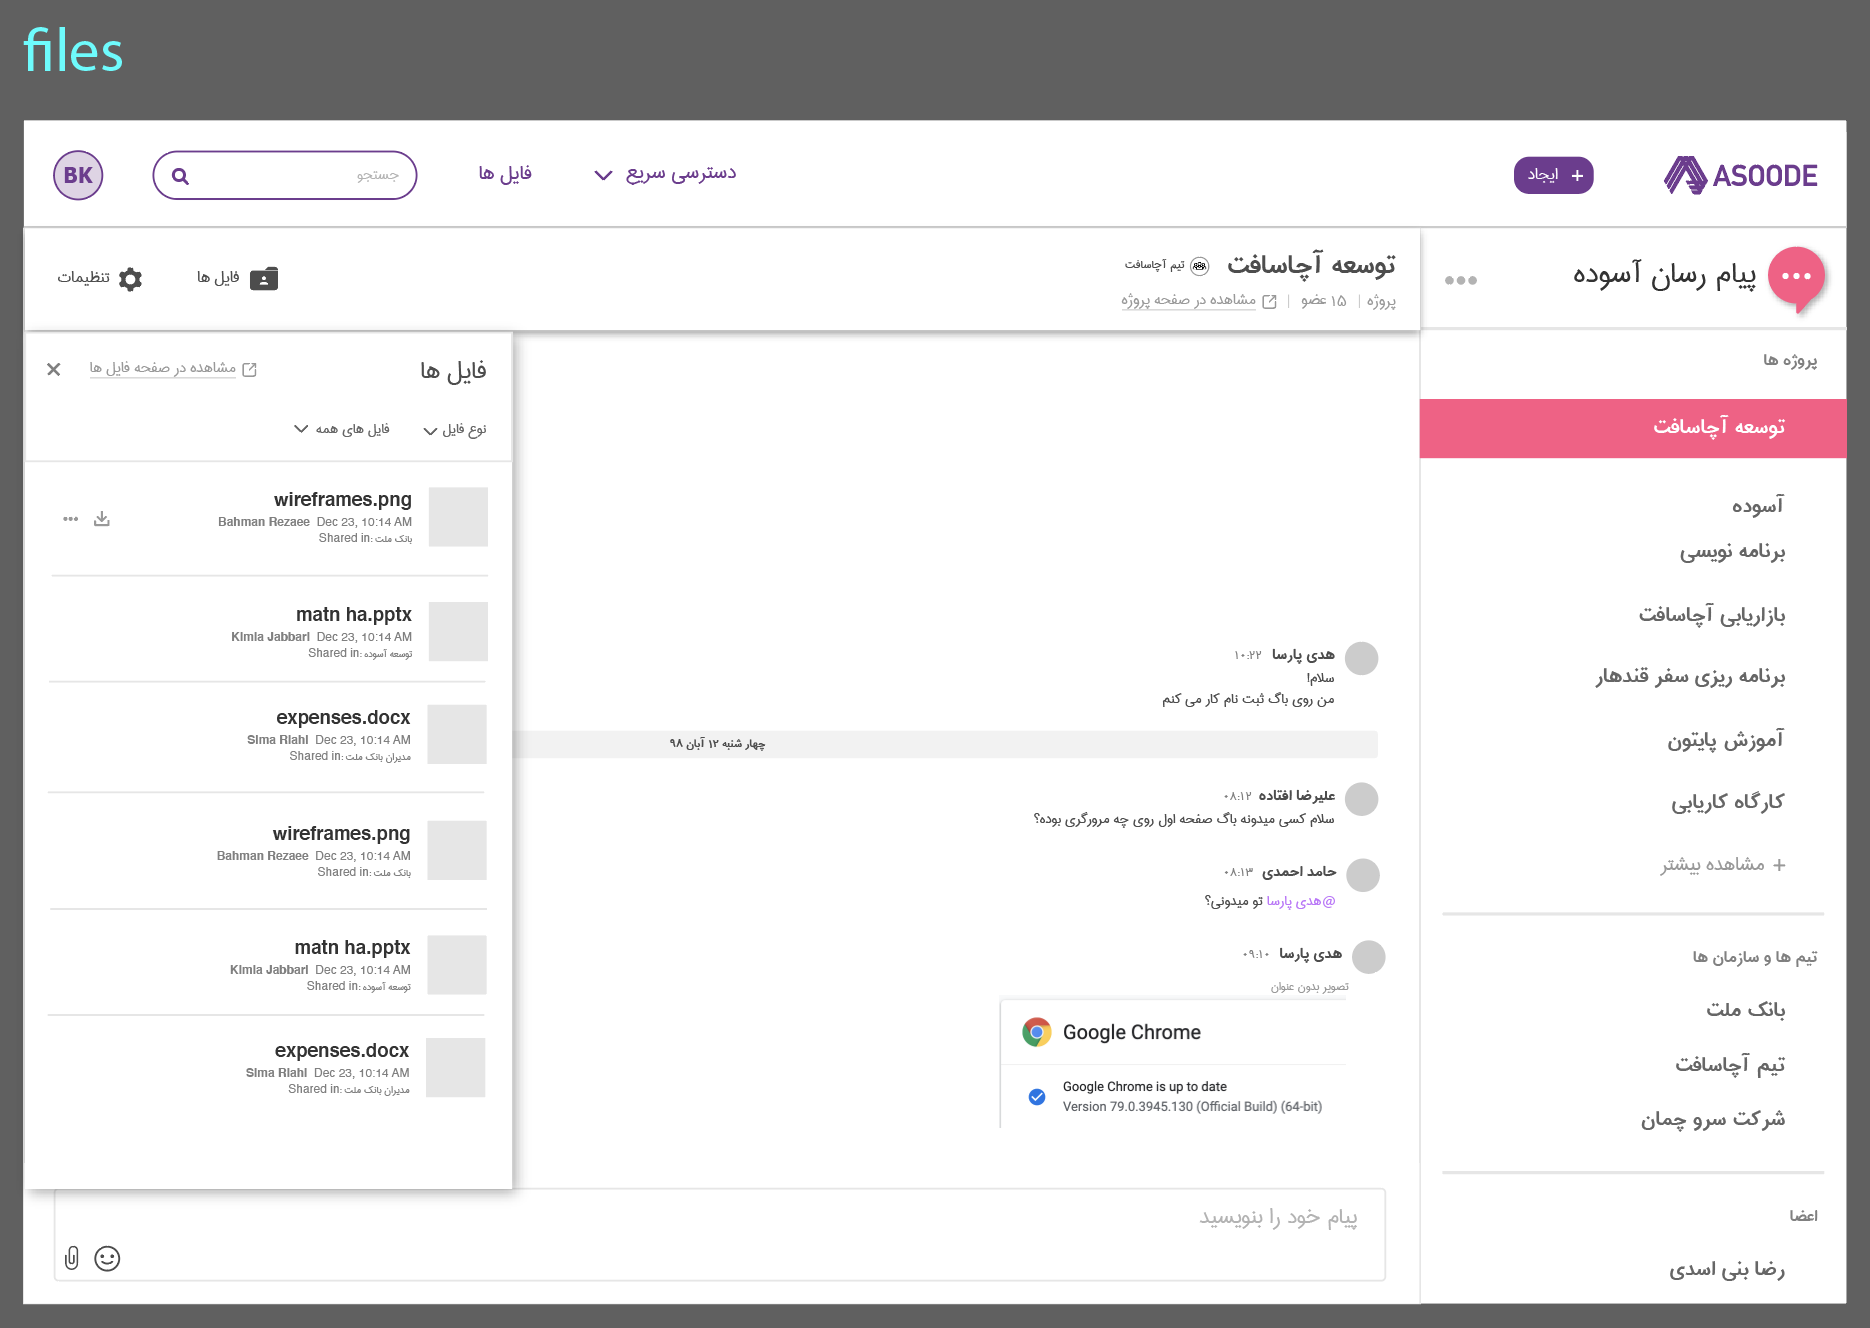 files
ASOODE
+ ایجاد
دسترسی سریع
فایل ها
جستجو
BK
پیام رسان آسوده
توسعه آچاسافت
تیم آچاسافت
پروژه | ۱۵ عضو | مشاهده در صفحه پروژه
فایل ها
تنظیمات
پروژه ها
توسعه آچاسافت
آسوده
برنامه نویسی
بازاریابی آچاسافت
برنامه ریزی سفر قندهار
آموزش پایتون
کارگاه کاریابی
+ مشاهده بیشتر
تیم ها و سازمان ها
بانک ملت
تیم آچاسافت
شرکت سرو چمان
اعضا
رضا بنی اسدی
هدی پارسا ۱۰:۲۲
سلام!
من روی باگ ثبت نام کار می کنم
چهار شنبه ۱۲ آبان ۹۸
علیرضا افتاده ۰۸:۱۲
سلام کسی میدونه باگ صفحه اول روی چه مرورگری بوده؟
حامد احمدی ۰۸:۱۳
@هدی پارسا تو میدونی؟
هدی پارسا ۰۹:۱۰
تصویر بدون عنوان
Google Chrome
Google Chrome is up to date
Version 79.0.3945.130 (Official Build) (64-bit)
پیام خود را بنویسید
فایل ها
مشاهده در صفحه فایل ها
نوع فایل
فایل های همه
wireframes.png
Bahman Rezaee Dec 23, 10:14 AM
Shared in: بانک ملت
matn ha.pptx
Kimia Jabbari Dec 23, 10:14 AM
Shared in: توسعه آسوده
expenses.docx
Sima Riahi Dec 23, 10:14 AM
Shared in: مدیران بانک ملت
wireframes.png
Bahman Rezaee Dec 23, 10:14 AM
Shared in: بانک ملت
matn ha.pptx
Kimia Jabbari Dec 23, 10:14 AM
Shared in: توسعه آسوده
expenses.docx
Sima Riahi Dec 23, 10:14 AM
Shared in: مدیران بانک ملت